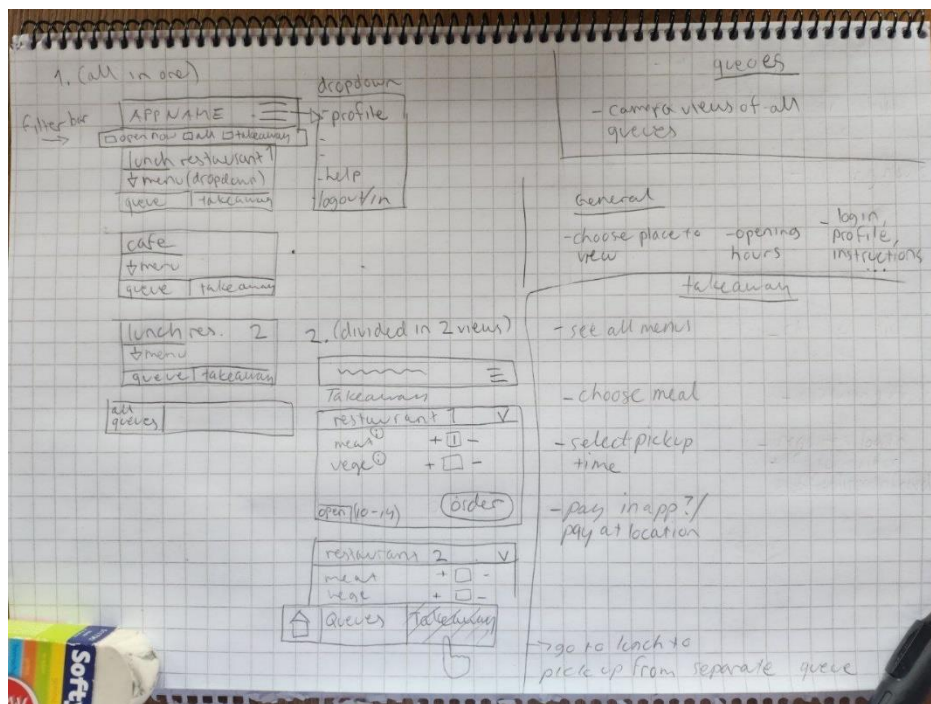 1. (all in one)
filter bar
APP NAME
open now all takeaway
lunch restaurant 1
menu (dropdown)
queue takeaway
cafe
menu
queue takeaway
lunch res. 2
menu
queue takeaway
all
queues
dropdown
- profile
-
-
- help
logout/in
2. (divided in 2 views)
Takeaway
restaurant 1 V
meat i + 1 -
vege i + -
open (10-14) order
restaurant 2 V
meat + -
vege + -
Queues takeaway
queues
- camera views of all
queues
General
- choose place to
view
- opening
hours
- login,
profile,
instructions
...
takeaway
- see all menus
- choose meal
- select pickup
time
- pay in app?/
pay at location
-> go to lunch to
pick up from separate queue
Soft